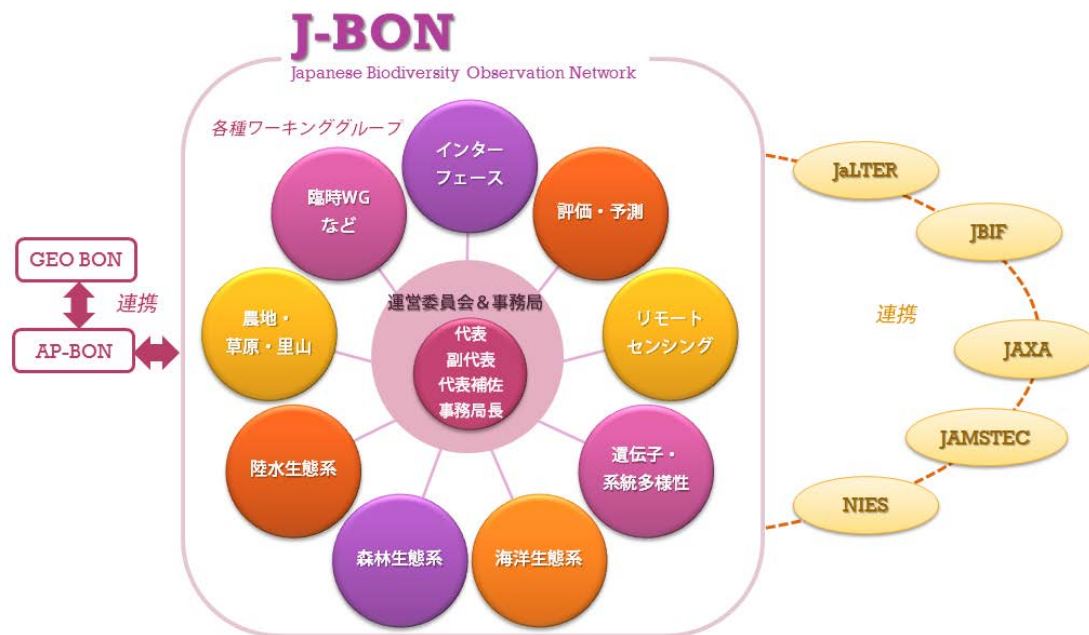 J-BON
Japanese Biodiversity Observation Network
各種ワーキンググループ
インター
フェース
評価・予測
リモート
センシング
遺伝子・
系統多様性
海洋生態系
森林生態系
陸水生態系
農地・
草原・里山
臨時WG
など
運営委員会＆事務局
代表
副代表
代表補佐
事務局長
GEO BON
連携
AP-BON
JaLTER
JBIF
連携
JAXA
JAMSTEC
NIES